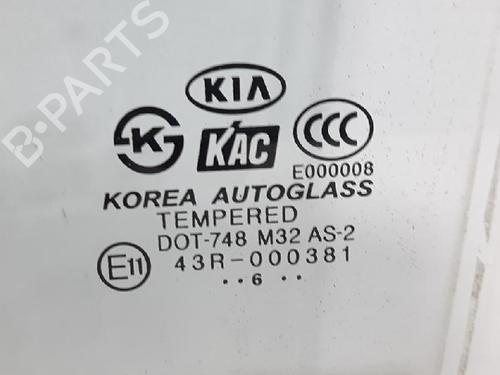 B-PARTS
KIA
K KAC CCC
E000008
KOREA AUTOGLASS
TEMPERED
DOT-748 M32 AS-2
E11 43R-000381
··6 ··